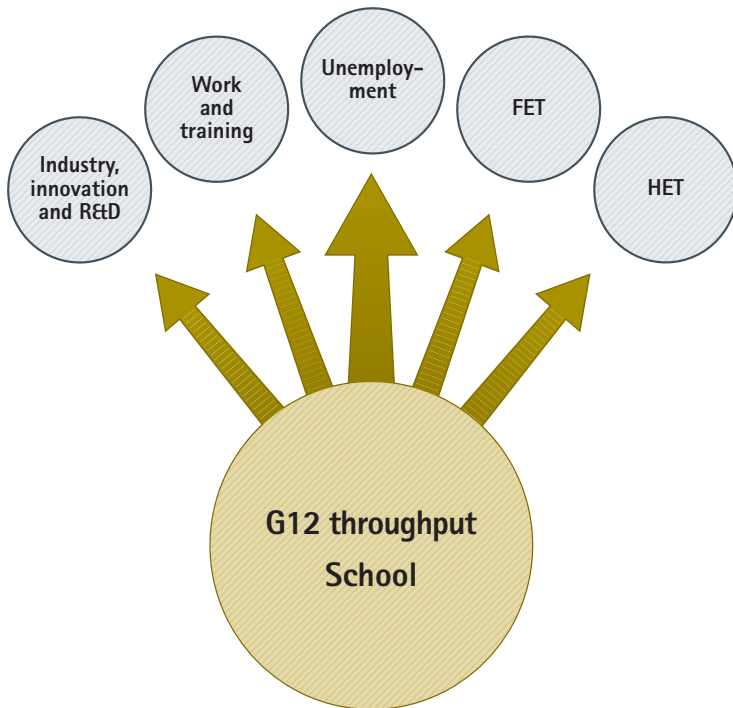 Industry,
innovation
and R&D
Work
and
training
Unemploy-
ment
FET
HET
G12 throughput
School